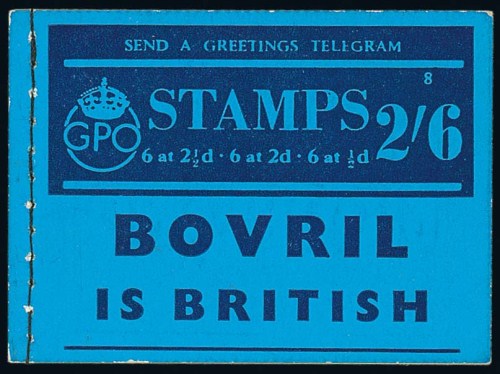 SEND A GREETINGS TELEGRAM
8
GPO
STAMPS 2/6
6 at 2½d · 6 at 2d · 6 at ½d
BOVRIL
IS BRITISH